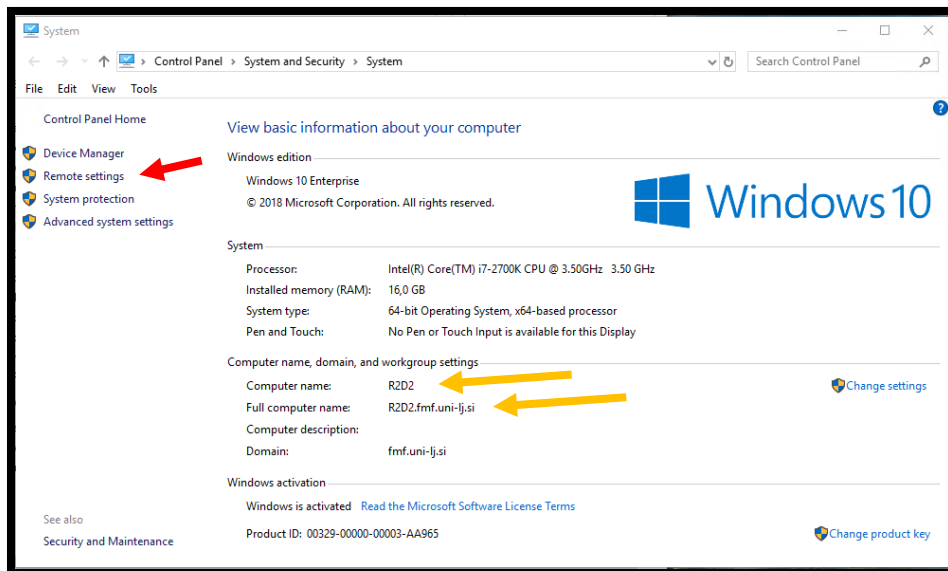 System
Control Panel > System and Security > System
Search Control Panel
File Edit View Tools
Control Panel Home
Device Manager
Remote settings
System protection
Advanced system settings
?
View basic information about your computer
Windows edition
Windows 10 Enterprise
© 2018 Microsoft Corporation. All rights reserved.
Windows 10
System
Processor: Intel(R) Core(TM) i7-2700K CPU @ 3.50GHz 3.50 GHz
Installed memory (RAM): 16,0 GB
System type: 64-bit Operating System, x64-based processor
Pen and Touch: No Pen or Touch Input is available for this Display
Computer name, domain, and workgroup settings
Computer name: R2D2
Change settings
Full computer name: R2D2.fmf.uni-lj.si
Computer description:
Domain: fmf.uni-lj.si
Windows activation
Windows is activated Read the Microsoft Software License Terms
Product ID: 00329-00000-00003-AA965
Change product key
See also
Security and Maintenance